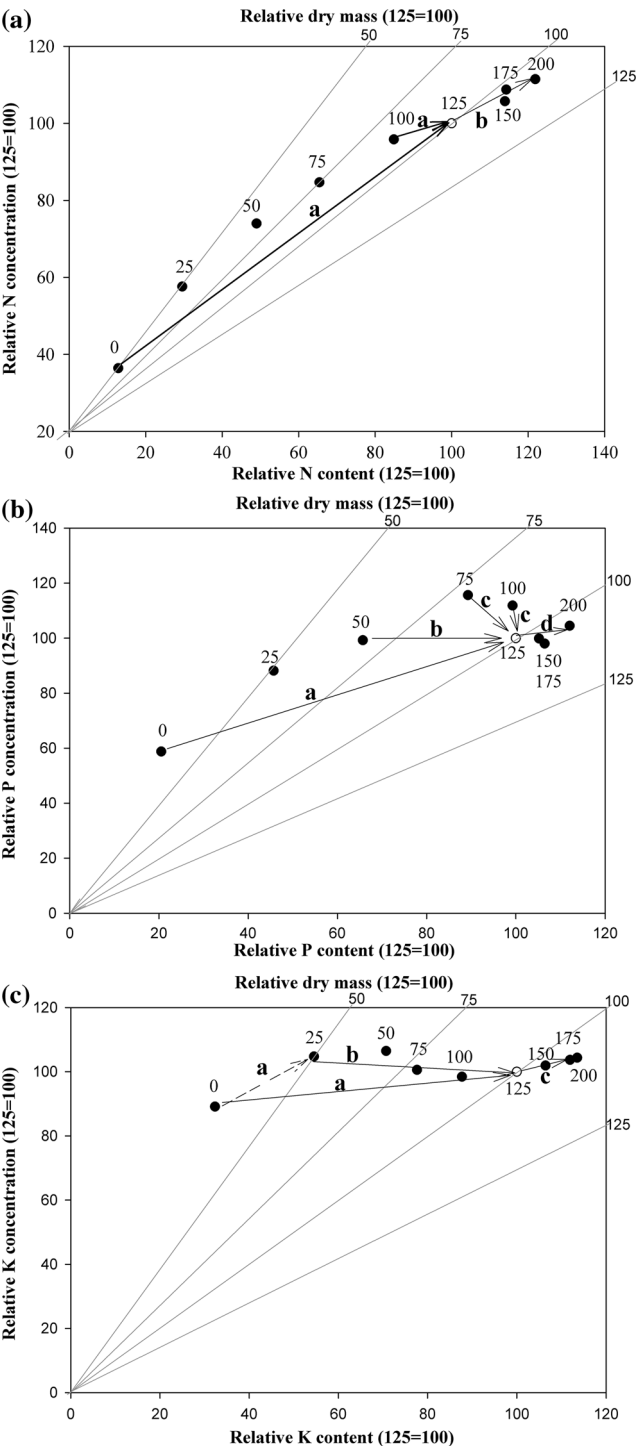 (a)
Relative dry mass (125=100)
50 75 100
120
100
80
60
40
20
Relative N concentration (125=100)
125
0
25
50
75
100
125
150
175
200
a
a
b
0 20 40 60 80 100 120 140
Relative N content (125=100)
(b)
Relative dry mass (125=100)
50 75
140
120
100
80
60
40
20
0
Relative P concentration (125=100)
100
125
0
25
50
75
100
125
150
175
200
a
b
c
c
d
0 20 40 60 80 100 120
Relative P content (125=100)
(c)
Relative dry mass (125=100)
50 75 100
120
100
80
60
40
20
0
Relative K concentration (125=100)
125
0
25
50
75
100
125
150
175
200
a
a
b
c
0 20 40 60 80 100 120
Relative K content (125=100)